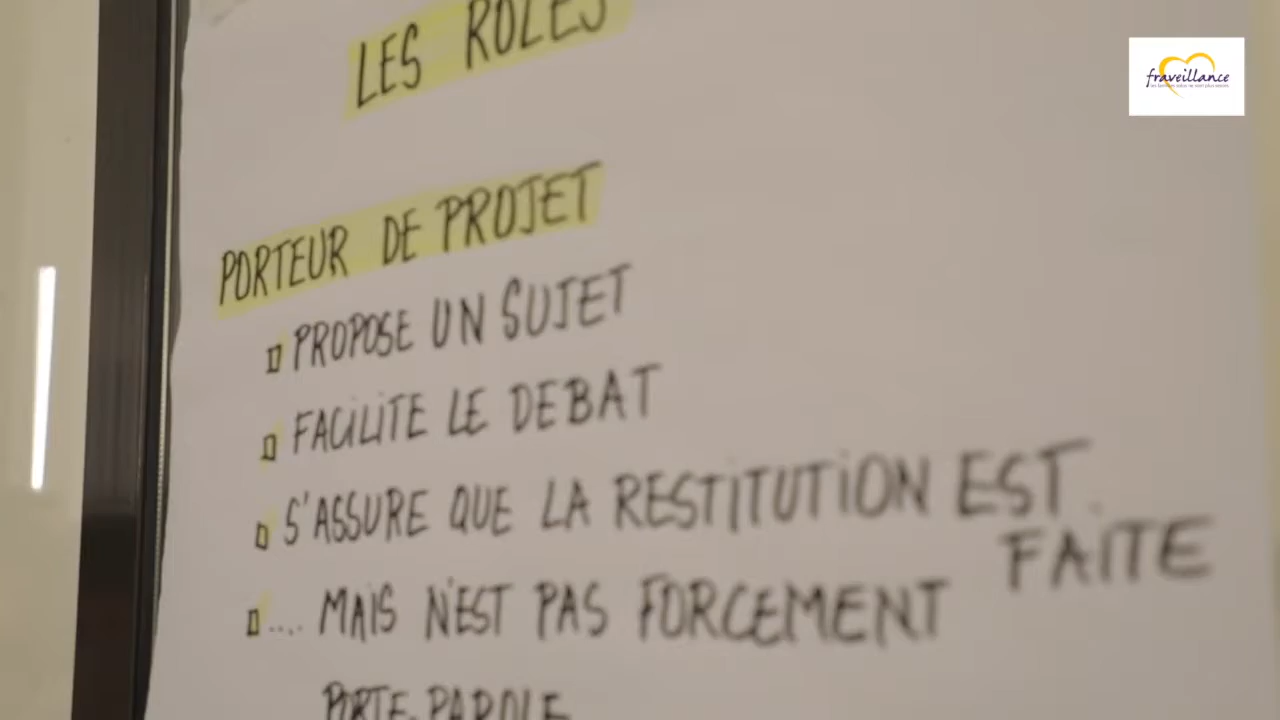 LES ROLES
fraveillance
PORTEUR DE PROJET
PROPOSE UN SUJET
FACILITE LE DEBAT
S'ASSURE QUE LA RESTITUTION EST
FAITE
.... MAIS N'EST PAS FORCEMENT
PORTE-PAROLE